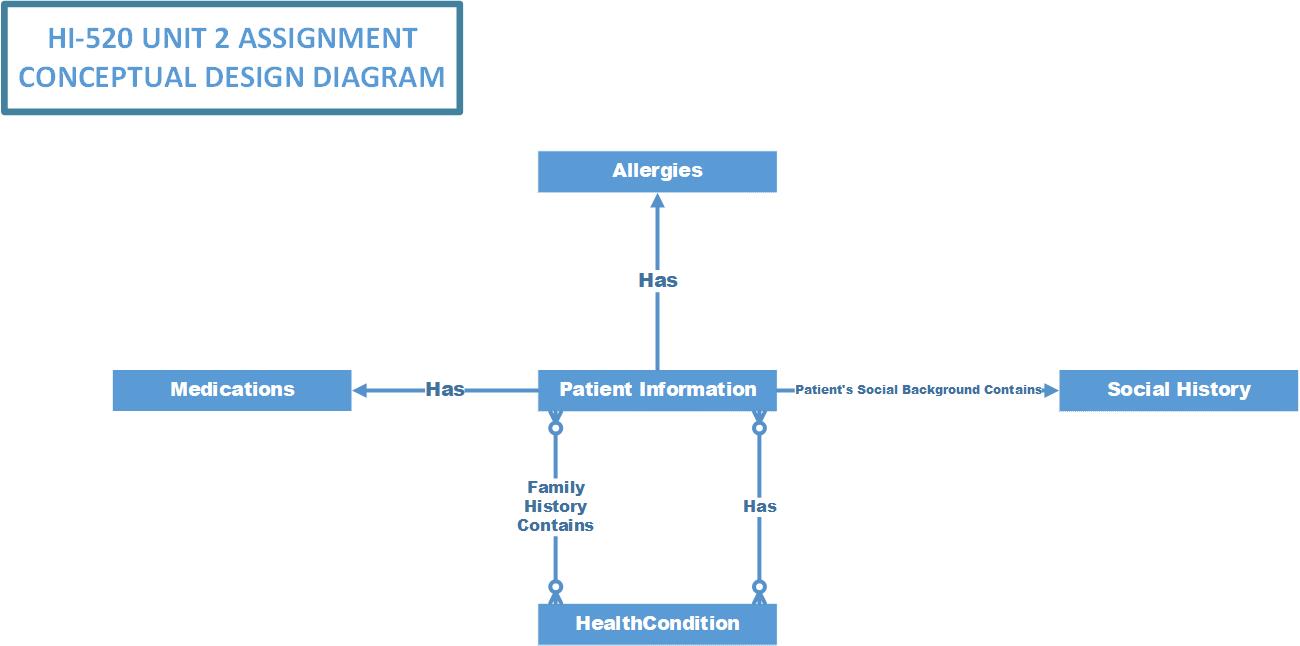 HI-520 UNIT 2 ASSIGNMENT
CONCEPTUAL DESIGN DIAGRAM
Allergies
Has
Medications
Has
Patient Information
Patient's Social Background Contains
Social History
Family
History
Contains
Has
HealthCondition